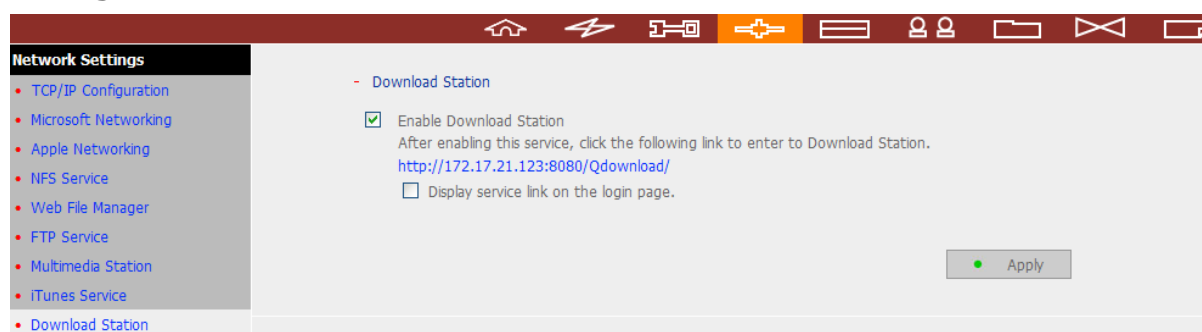 Network Settings
TCP/IP Configuration
Microsoft Networking
Apple Networking
NFS Service
Web File Manager
FTP Service
Multimedia Station
iTunes Service
Download Station
- Download Station
Enable Download Station
After enabling this service, click the following link to enter to Download Station.
http://172.17.21.123:8080/Qdownload/
Display service link on the login page.
Apply